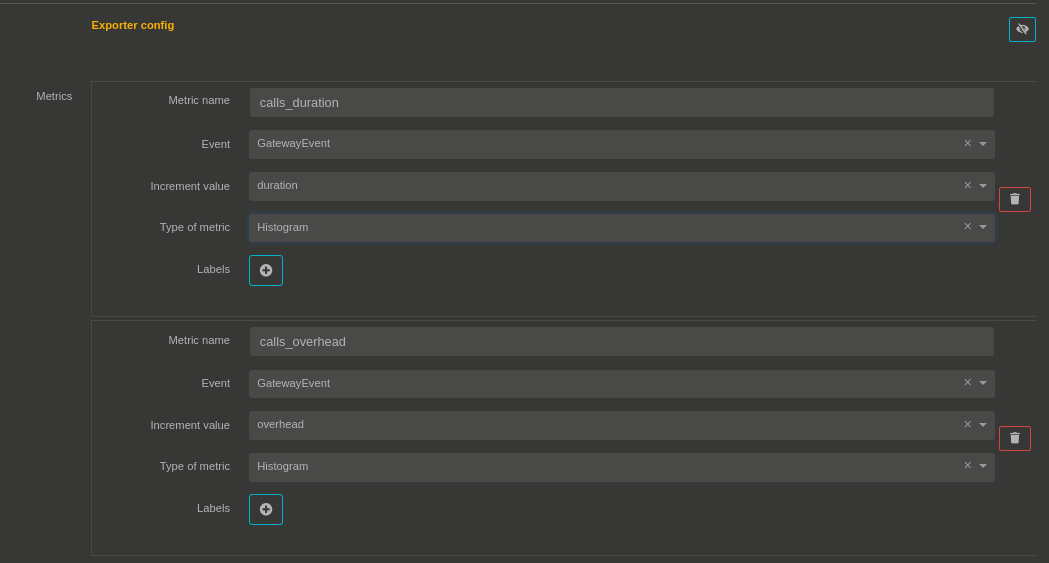 Exporter config
Metrics
Metric name
calls_duration
Event
GatewayEvent
Increment value
duration
Type of metric
Histogram
Labels
Metric name
calls_overhead
Event
GatewayEvent
Increment value
overhead
Type of metric
Histogram
Labels